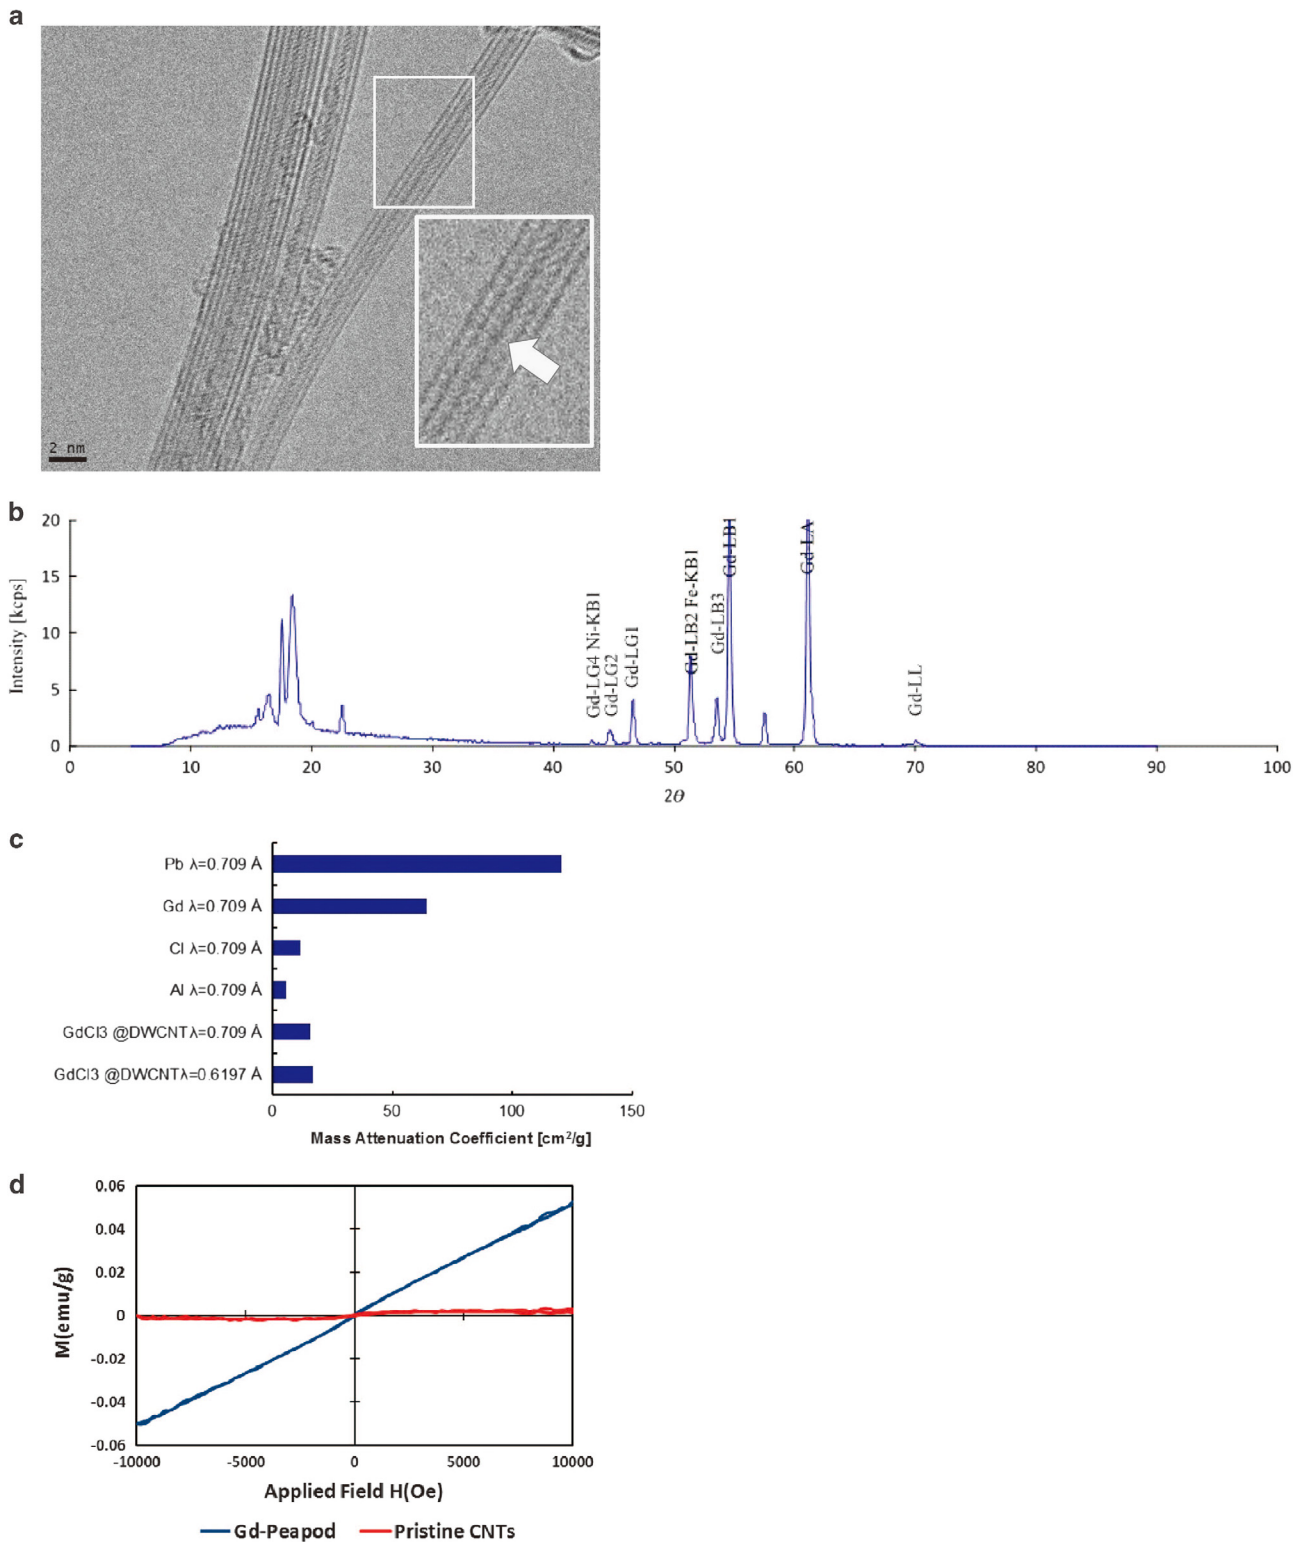 a
2 nm
b
20
15
10
5
0
Intensity [kcps]
Gd-LG4 Ni-KB1
Gd-LG2
Gd-LG1
Gd-LB2 Fe-KB1
Gd-LB3
Gd-LB1
Gd-LA
Gd-LL
0 10 20 30 40 50 60 70 80 90 100
2θ
c
Pb λ=0.709 Å
Gd λ=0.709 Å
Cl λ=0.709 Å
Al λ=0.709 Å
GdCl3 @DWCNTλ=0.709 Å
GdCl3 @DWCNTλ=0.6197 Å
0 50 100 150
Mass Attenuation Coefficient [cm²/g]
d
0.06
0.04
0.02
0
-0.02
-0.04
-0.06
M(emu/g)
-10000 -5000 0 5000 10000
Applied Field H(Oe)
Gd-Peapod Pristine CNTs